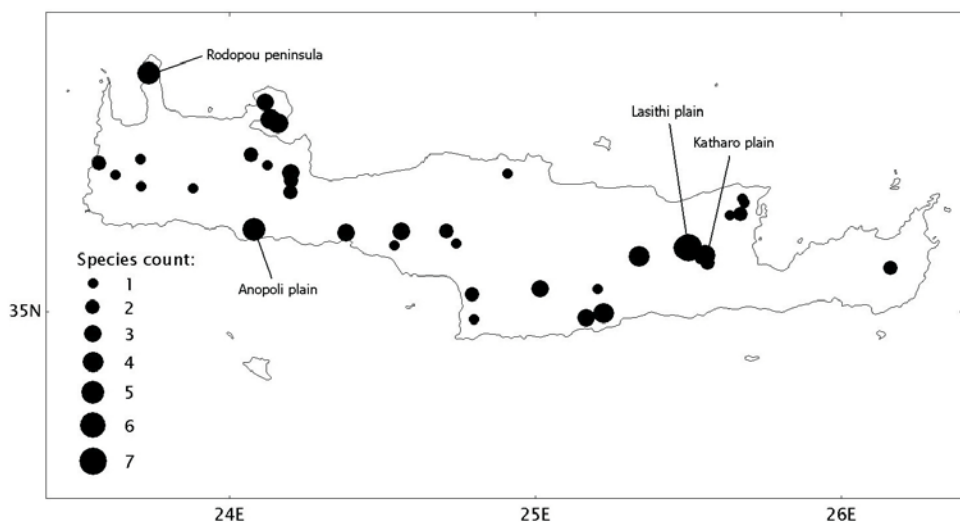 Rodopou peninsula
Lasithi plain
Katharo plain
Species count:
1
2
3
4
5
6
7
Anopoli plain
35N
24E
25E
26E